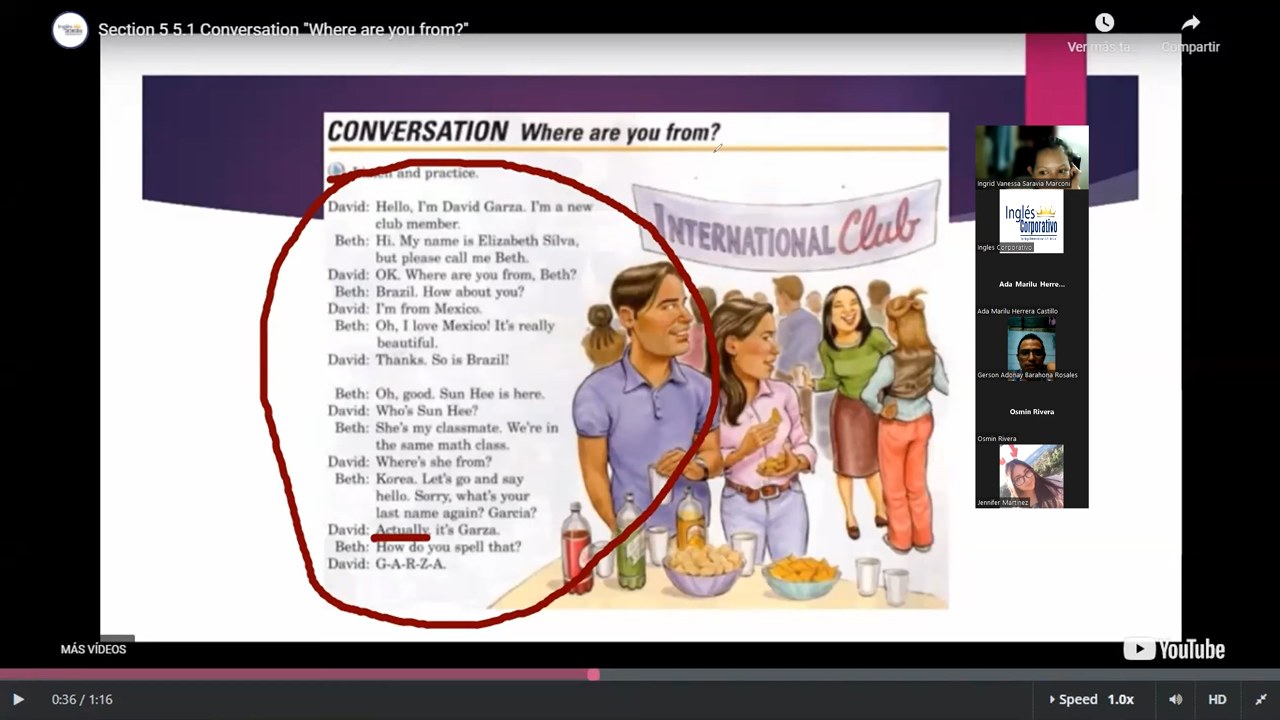 Section 5 5.1 Conversation "Where are you from?"
Ver más ta
Compartir
CONVERSATION Where are you from?
Listen and practice.
David: Hello, I'm David Garza. I'm a new
club member.
Beth: Hi. My name is Elizabeth Silva,
but please call me Beth.
David: OK. Where are you from, Beth?
Beth: Brazil. How about you?
David: I'm from Mexico.
Beth: Oh, I love Mexico! It's really
beautiful.
David: Thanks. So is Brazil!
Beth: Oh, good. Sun Hee is here.
David: Who's Sun Hee?
Beth: She's my classmate. We're in
the same math class.
David: Where's she from?
Beth: Korea. Let's go and say
hello. Sorry, what's your
last name again? Garcia?
David: Actually, it's Garza.
Beth: How do you spell that?
David: G-A-R-Z-A.
INTERNATIONAL Club
Ingrid Vanessa Saravia Marconi
Inglés
Corporativo
Ingles Corporativo
Ada Marilu Herre...
Ada Marilu Herrera Castillo
Gerson Adonay Barahona Rosales
Osmin Rivera
Osmin Rivera
Jennifer Martinez
MÁS VÍDEOS
YouTube
0:36 / 1:16
Speed 1.0x
HD